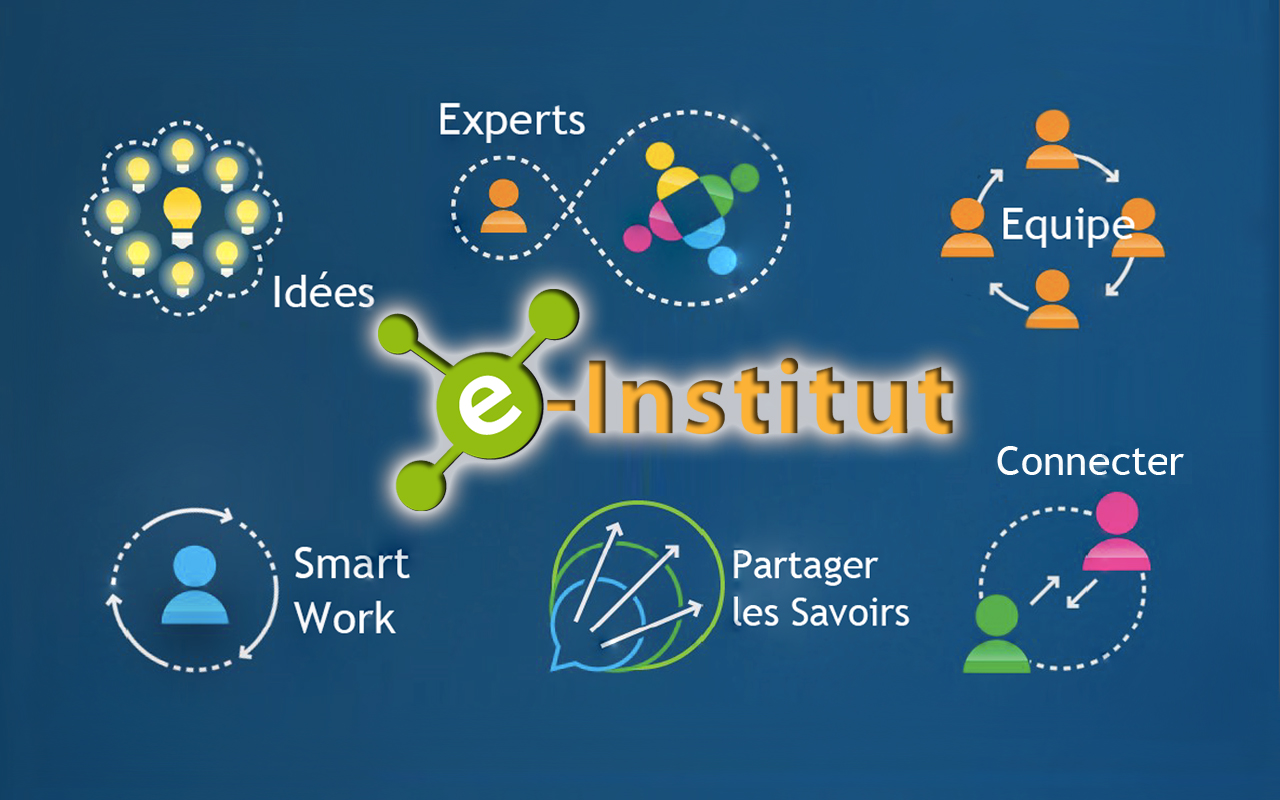 Experts
Equipe
Idées
e-Institut
Connecter
Smart
Work
Partager
les Savoirs